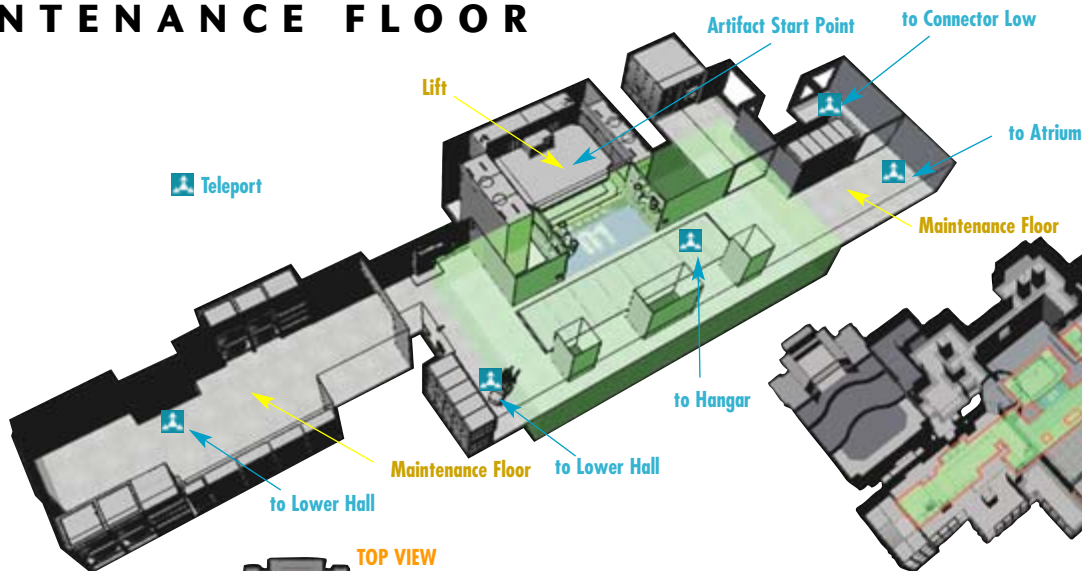 NTENANCE FLOOR
Artifact Start Point
to Connector Low
Lift
to Atrium
Teleport
Maintenance Floor
to Hangar
Maintenance Floor
to Lower Hall
to Lower Hall
TOP VIEW